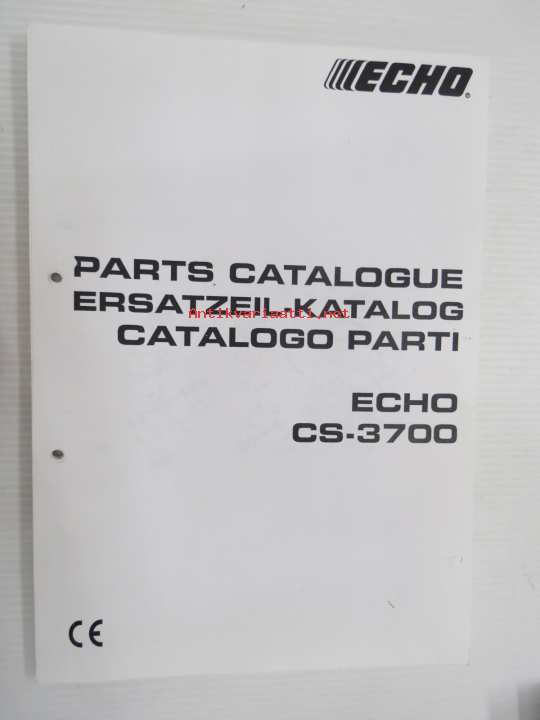 ECHO®
PARTS CATALOGUE
ERSATZEIL-KATALOG
Antikvariaatti.net
CATALOGO PARTI
ECHO
CS-3700
CE